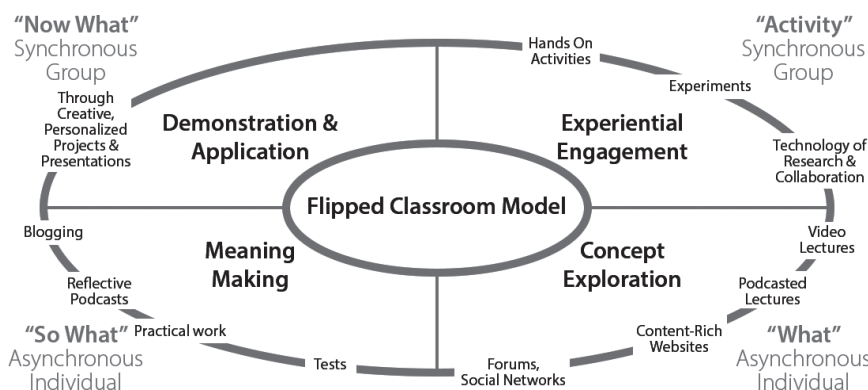 “Now What”
Synchronous
Group
“Activity”
Synchronous
Group
Hands On
Activities
Experiments
Technology of
Research &
Collaboration
Through
Creative,
Personalized
Projects &
Presentations
Demonstration &
Application
Experiential
Engagement
Flipped Classroom Model
Meaning
Making
Concept
Exploration
Blogging
Reflective
Podcasts
Practical work
Tests
Forums,
Social Networks
Content-Rich
Websites
Podcasted
Lectures
Video
Lectures
“So What”
Asynchronous
Individual
“What”
Asynchronous
Individual